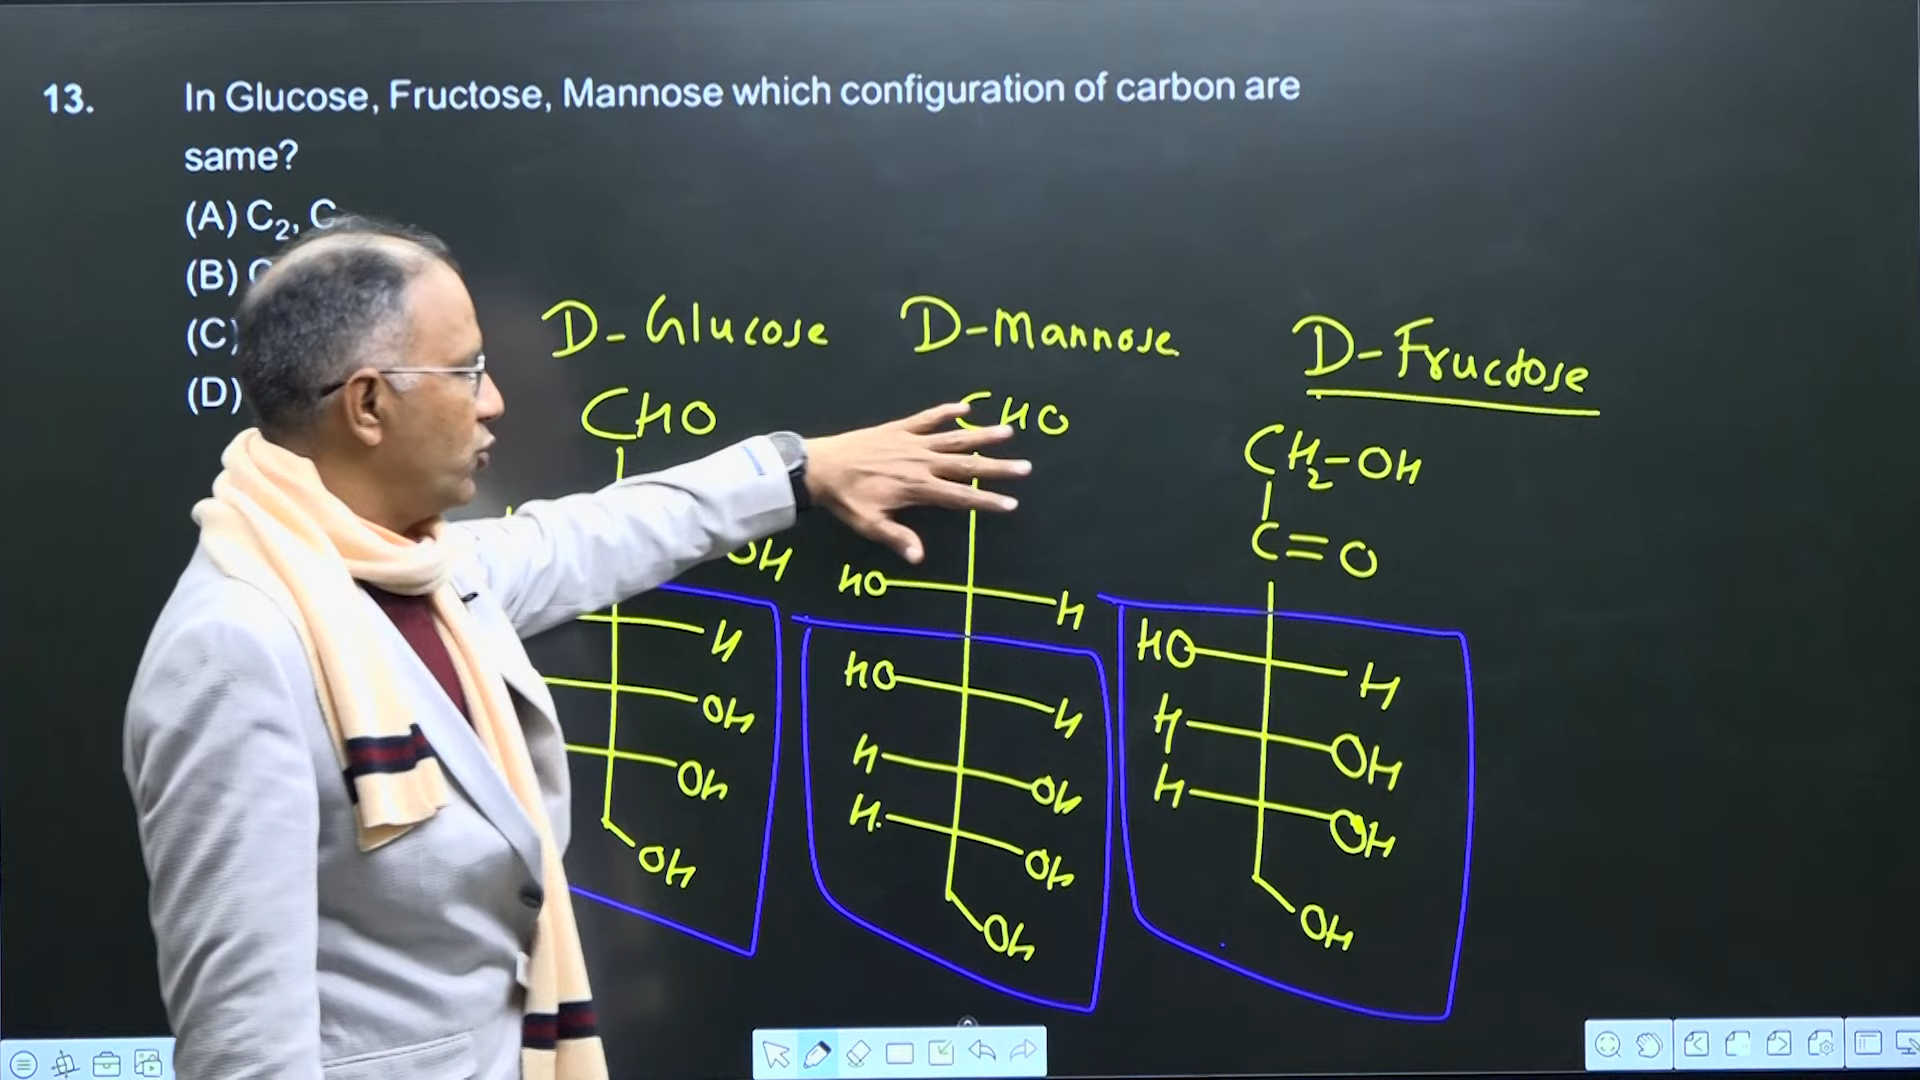 13. In Glucose, Fructose, Mannose which configuration of carbon are
same?
(A) C₂, C
(B)
(C)
(D)
D-Glucose
CHO
OH
H
OH
OH
OH
D-Mannose
CHO
HO H
HO H
H OH
H OH
OH
D-Fructose
CH₂-OH
C=O
HO H
H OH
H OH
OH